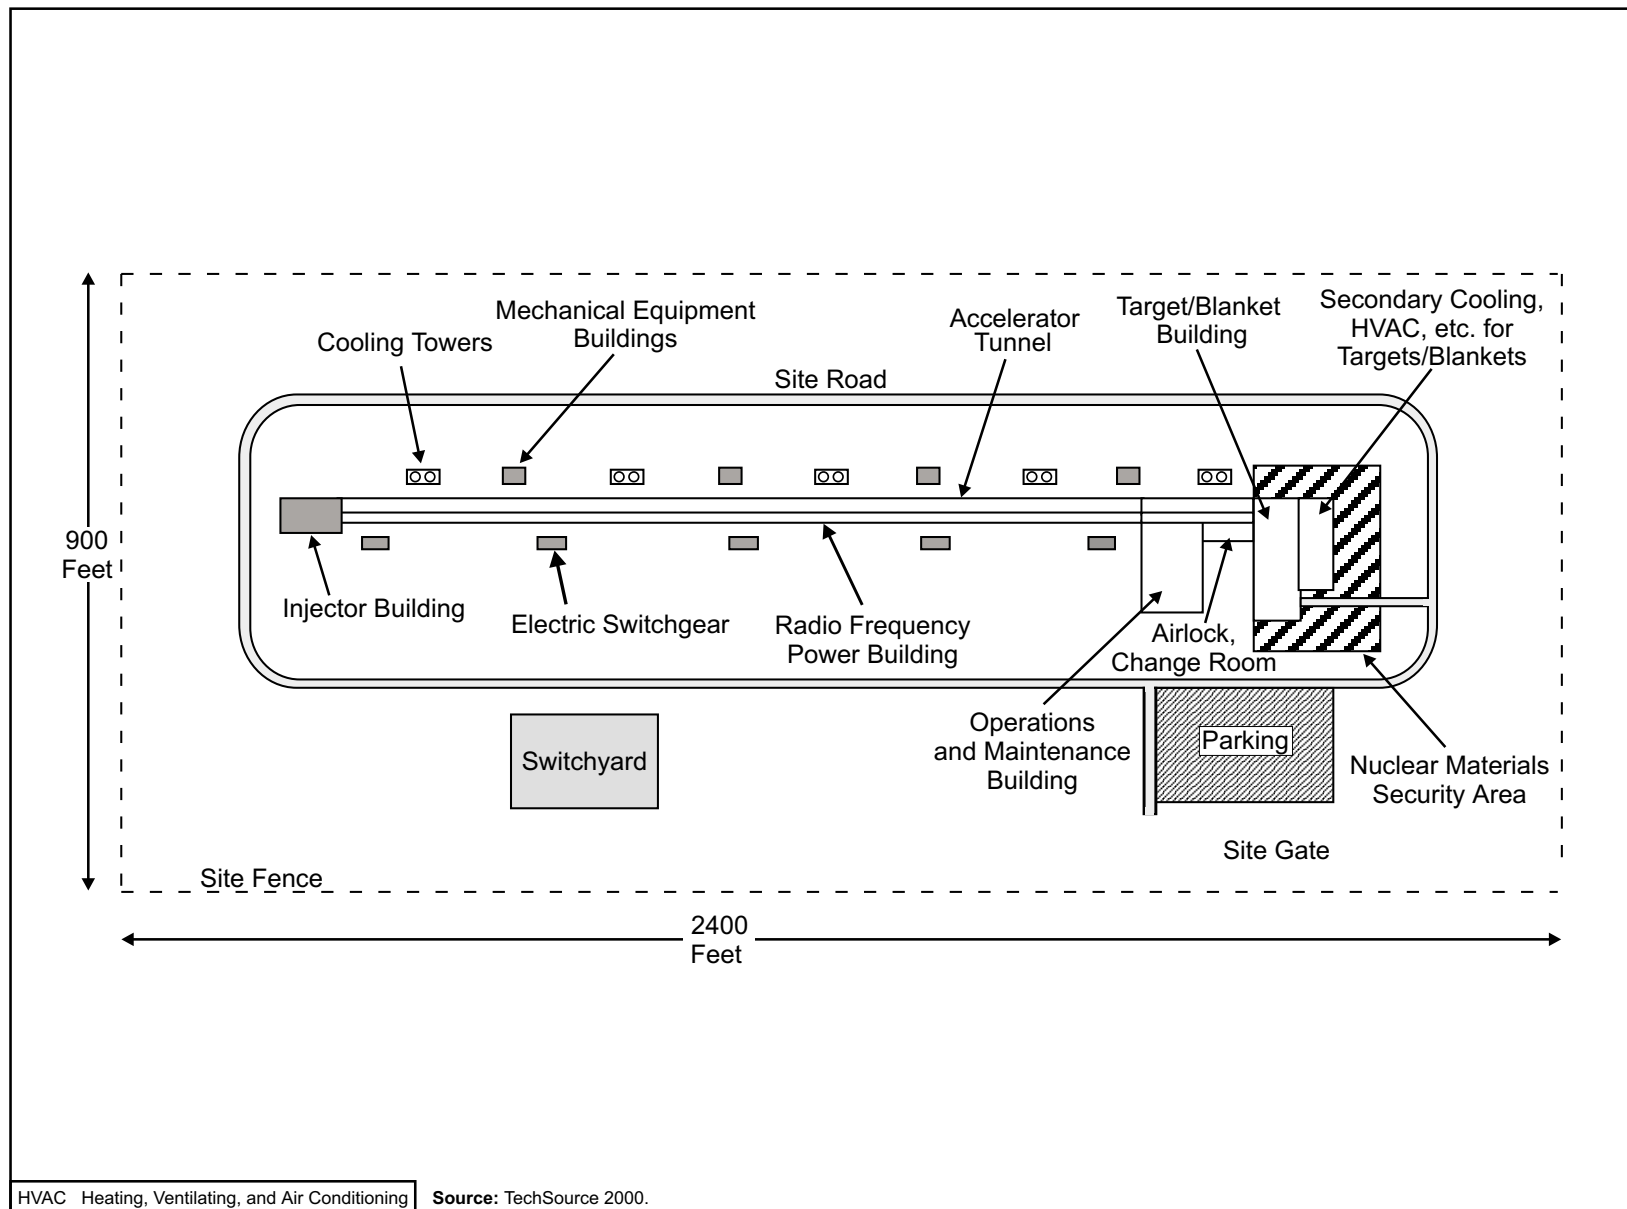 Mechanical Equipment
Buildings
Cooling Towers
Accelerator
Tunnel
Target/Blanket
Building
Secondary Cooling,
HVAC, etc. for
Targets/Blankets
Site Road
900
Feet
Injector Building
Electric Switchgear
Radio Frequency
Power Building
Airlock,
Change Room
Operations
and Maintenance
Building
Switchyard
Parking
Nuclear Materials
Security Area
Site Gate
Site Fence
2400
Feet
HVAC Heating, Ventilating, and Air Conditioning
Source: TechSource 2000.